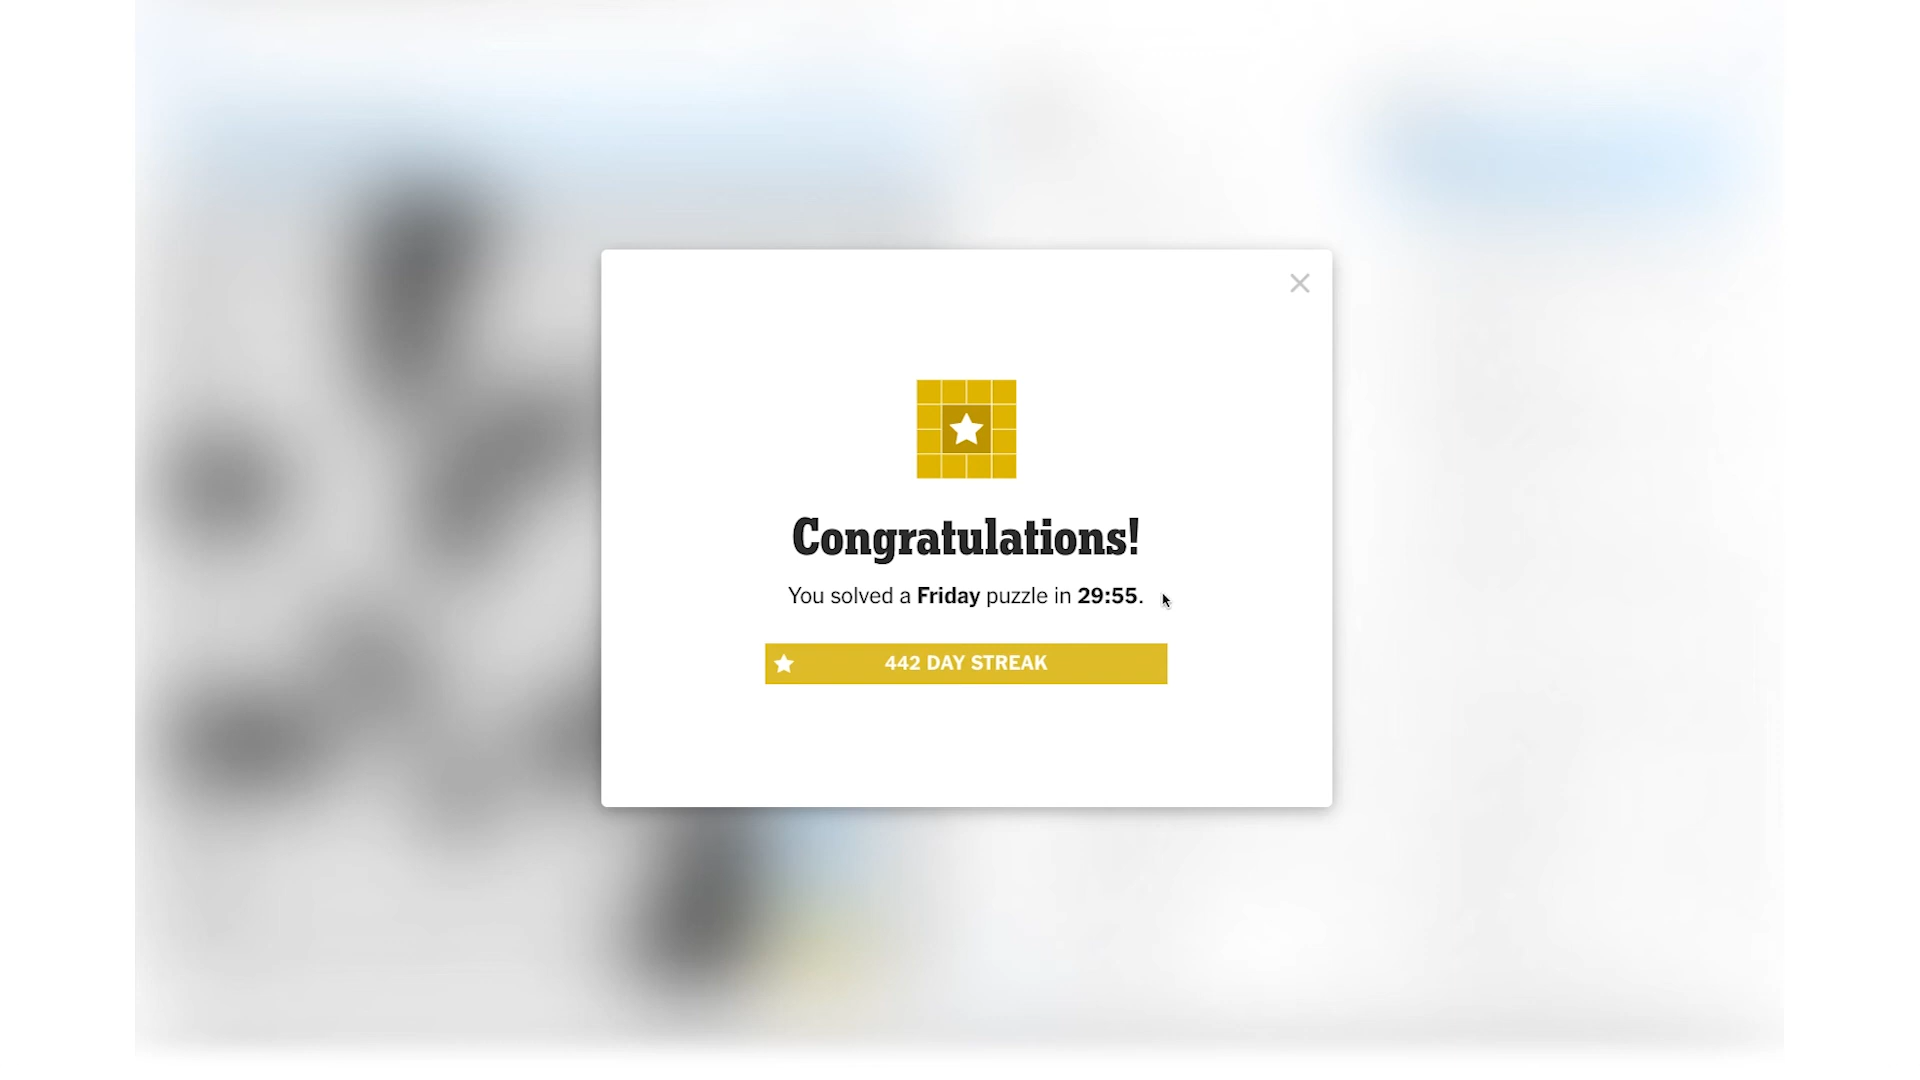 Congratulations!
You solved a Friday puzzle in 29:55.
442 DAY STREAK